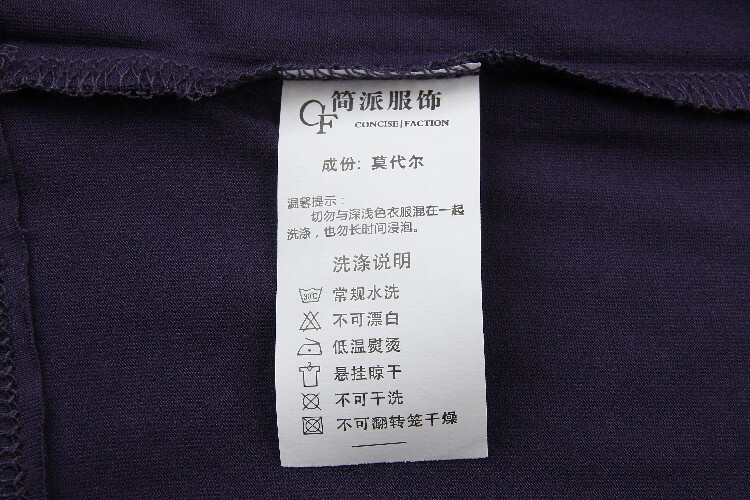 CF 简派服饰
CONCISE|FACTION
成份: 莫代尔
温馨提示:
切勿与深浅色衣服混在一起
洗涤,也勿长时间浸泡。
洗涤说明
30℃ 常规水洗
不可漂白
低温熨烫
悬挂晾干
不可干洗
不可翻转笼干燥